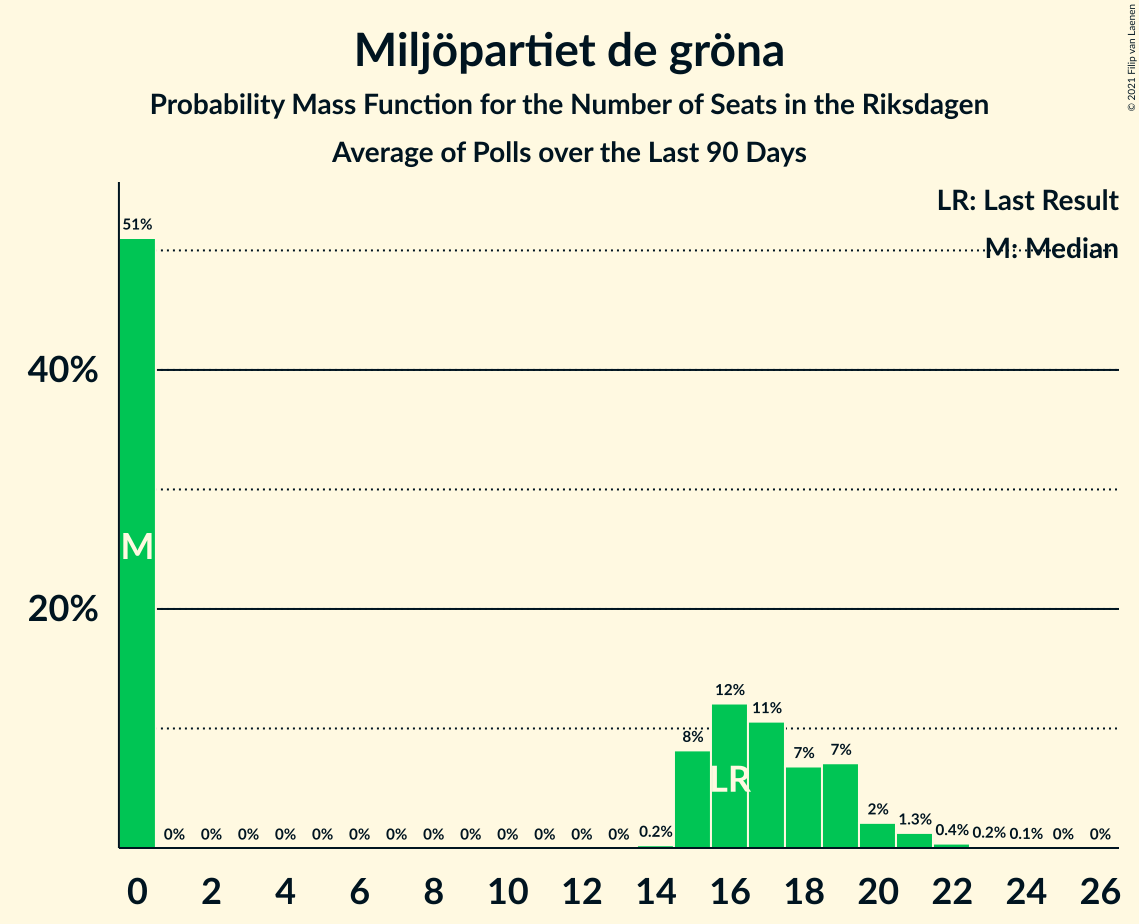 Miljöpartiet de gröna
Probability Mass Function for the Number of Seats in the Riksdagen
Average of Polls over the Last 90 Days
© 2021 Filip van Laenen
LR: Last Result
M: Median
51%
40%
M
20%
12%
11%
8%
7%
7%
LR
2%
1.3%
0% 0% 0% 0% 0% 0% 0% 0% 0% 0% 0% 0% 0% 0.2% 0.4% 0.2% 0.1% 0% 0%
0 2 4 6 8 10 12 14 16 18 20 22 24 26